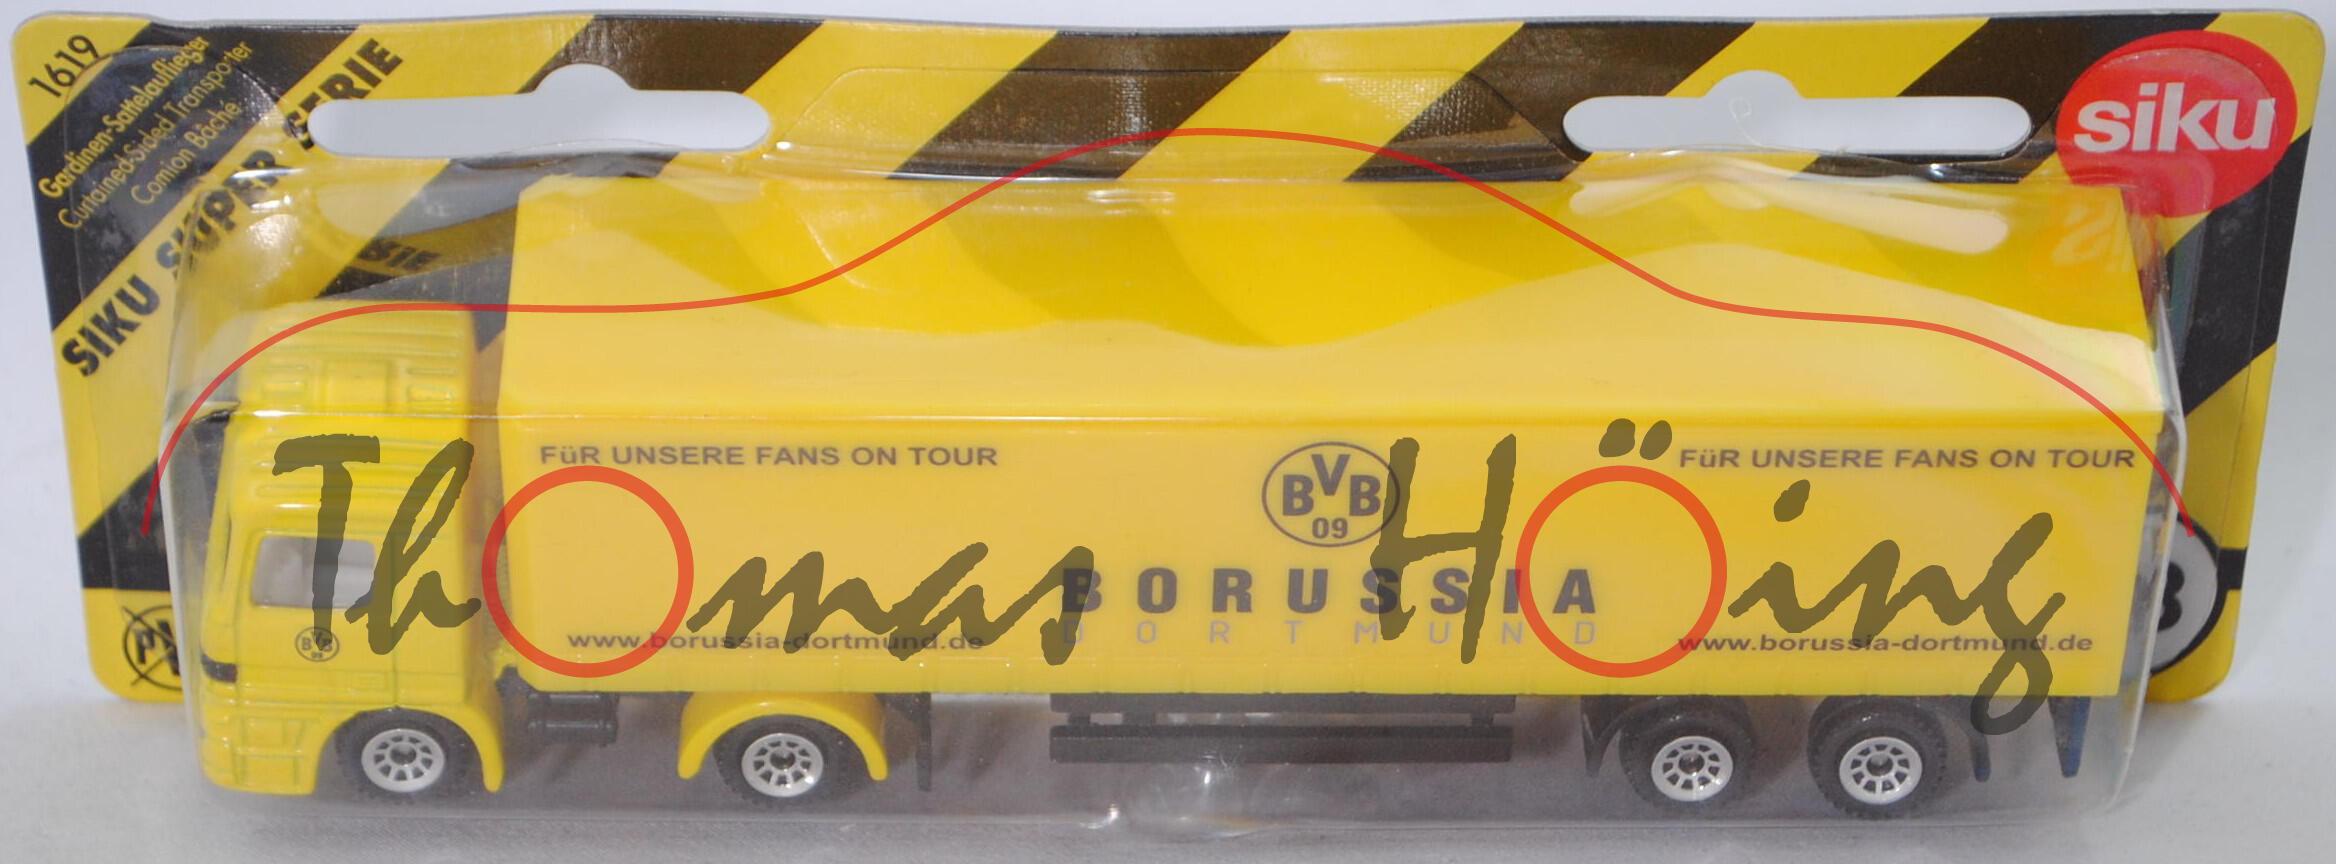 1619
Gardinen-Sattelauflieger
Curtained-Sided Transporter
Camion Bâché
SIKU SUPER SERIE
siku
FüR UNSERE FANS ON TOUR
BVB
09
FüR UNSERE FANS ON TOUR
Thomas Höing
BORUSSIA
DORTMUND
www.borussia-dortmund.de
www.borussia-dortmund.de
BVB
09